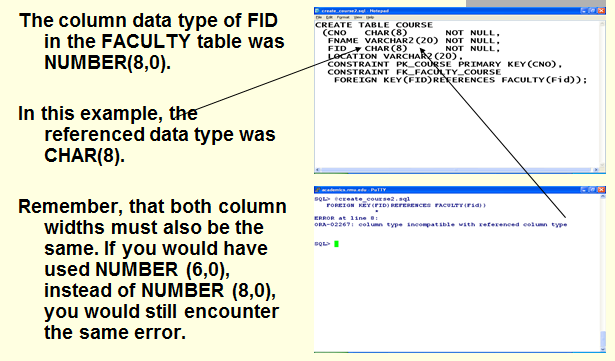 The column data type of FID
in the FACULTY table was
NUMBER(8,0).
In this example, the
referenced data type was
CHAR(8).
Remember, that both column
widths must also be the
same. If you would have
used NUMBER (6,0),
instead of NUMBER (8,0),
you would still encounter
the same error.
create_course2.sql - Notepad
File Edit Format View Help
CREATE TABLE COURSE
(CNO CHAR(8) NOT NULL,
FNAME VARCHAR2(20) NOT NULL,
FID CHAR(8) NOT NULL,
LOCATION VARCHAR2(20),
CONSTRAINT PK_COURSE PRIMARY KEY(CNO),
CONSTRAINT FK_FACULTY_COURSE
FOREIGN KEY(FID)REFERENCES FACULTY(Fid));
academics.rmu.edu - PuTTY
SQL> @create_course2.sql
FOREIGN KEY(FID)REFERENCES FACULTY(Fid))
*
ERROR at line 8:
ORA-02267: column type incompatible with referenced column type
SQL>